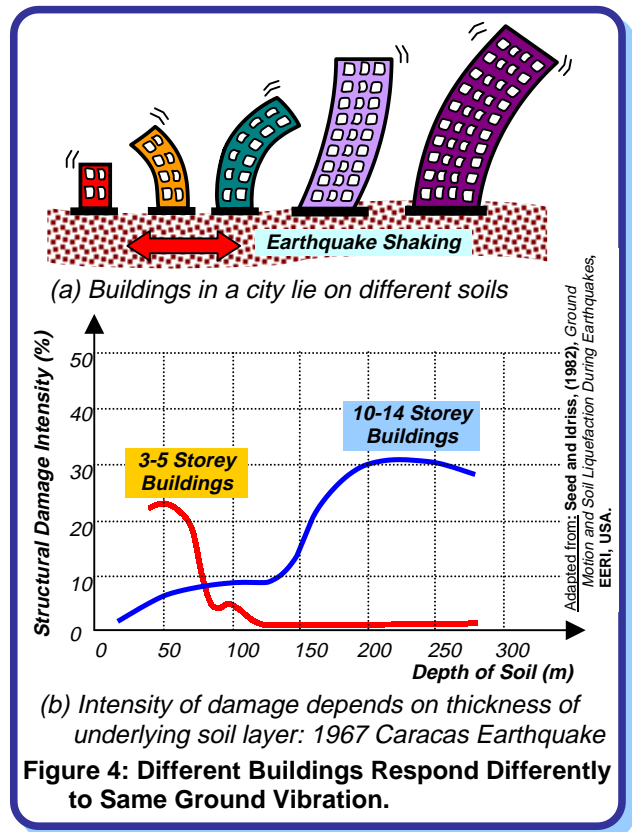 Earthquake Shaking
(a) Buildings in a city lie on different soils
Structural Damage Intensity (%)
50
40
30
20
10
0
3-5 Storey
Buildings
10-14 Storey
Buildings
0 50 100 150 200 250 300
Depth of Soil (m)
Adapted from: Seed and Idriss, (1982), Ground
Motion and Soil Liquefaction During Earthquakes,
EERI, USA.
(b) Intensity of damage depends on thickness of
underlying soil layer: 1967 Caracas Earthquake
Figure 4: Different Buildings Respond Differently
to Same Ground Vibration.